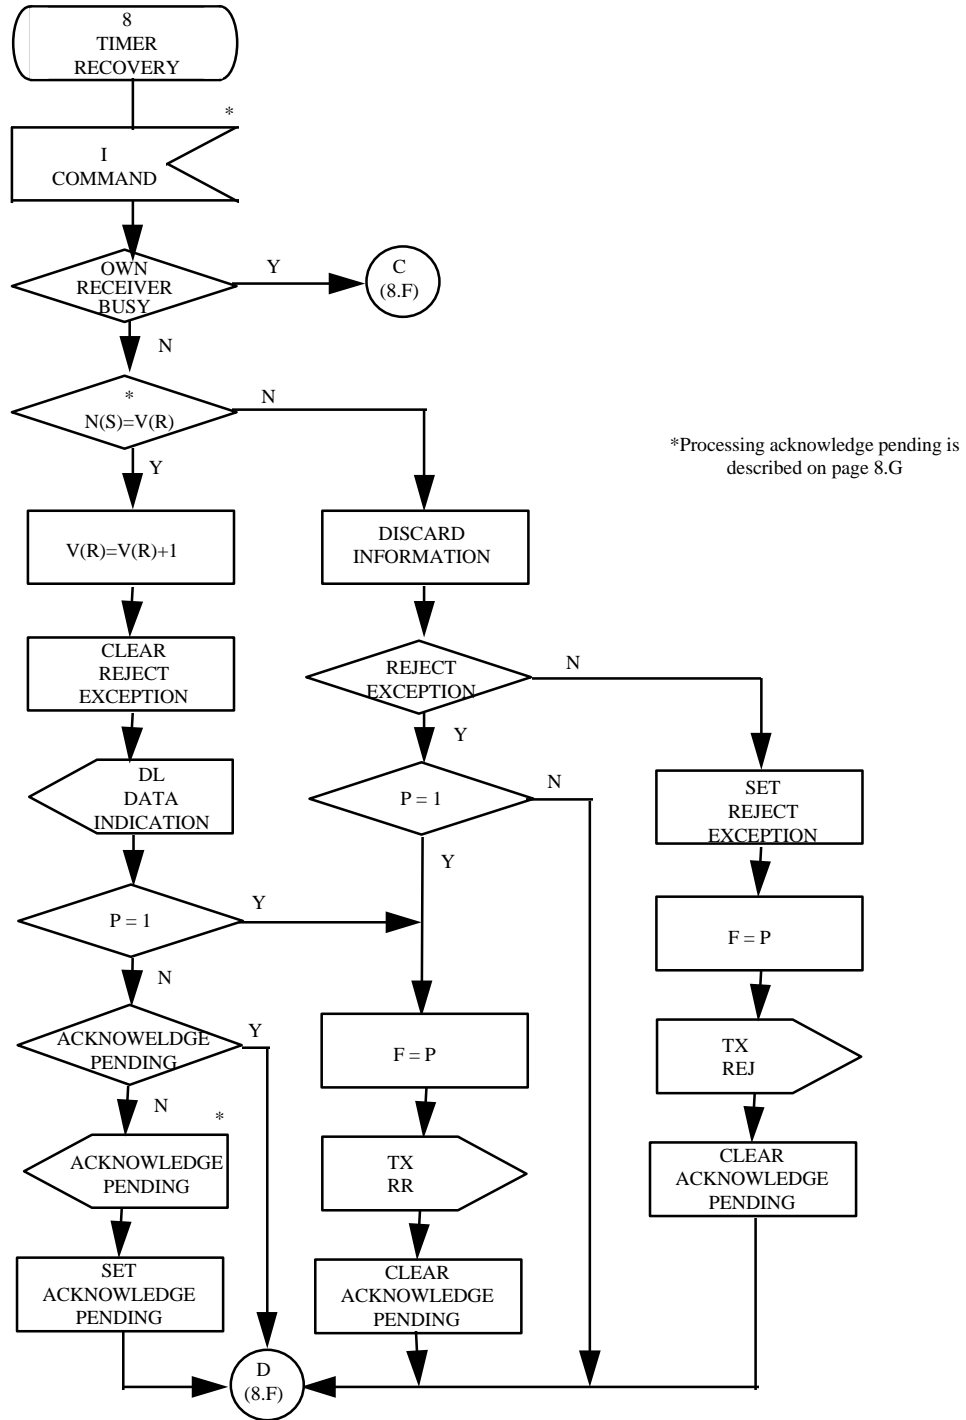 8
TIMER
RECOVERY
*
I
COMMAND
OWN
RECEIVER
BUSY
Y
C
(8.F)
N
*
N(S)=V(R)
N
*Processing acknowledge pending is
described on page 8.G
Y
V(R)=V(R)+1
DISCARD
INFORMATION
CLEAR
REJECT
EXCEPTION
REJECT
EXCEPTION
N
Y
DL
DATA
INDICATION
P = 1
N
SET
REJECT
EXCEPTION
Y
P = 1
Y
F = P
N
ACKNOWELDGE
PENDING
Y
F = P
TX
REJ
N
*
ACKNOWLEDGE
PENDING
TX
RR
CLEAR
ACKNOWLEDGE
PENDING
SET
ACKNOWLEDGE
PENDING
CLEAR
ACKNOWLEDGE
PENDING
D
(8.F)